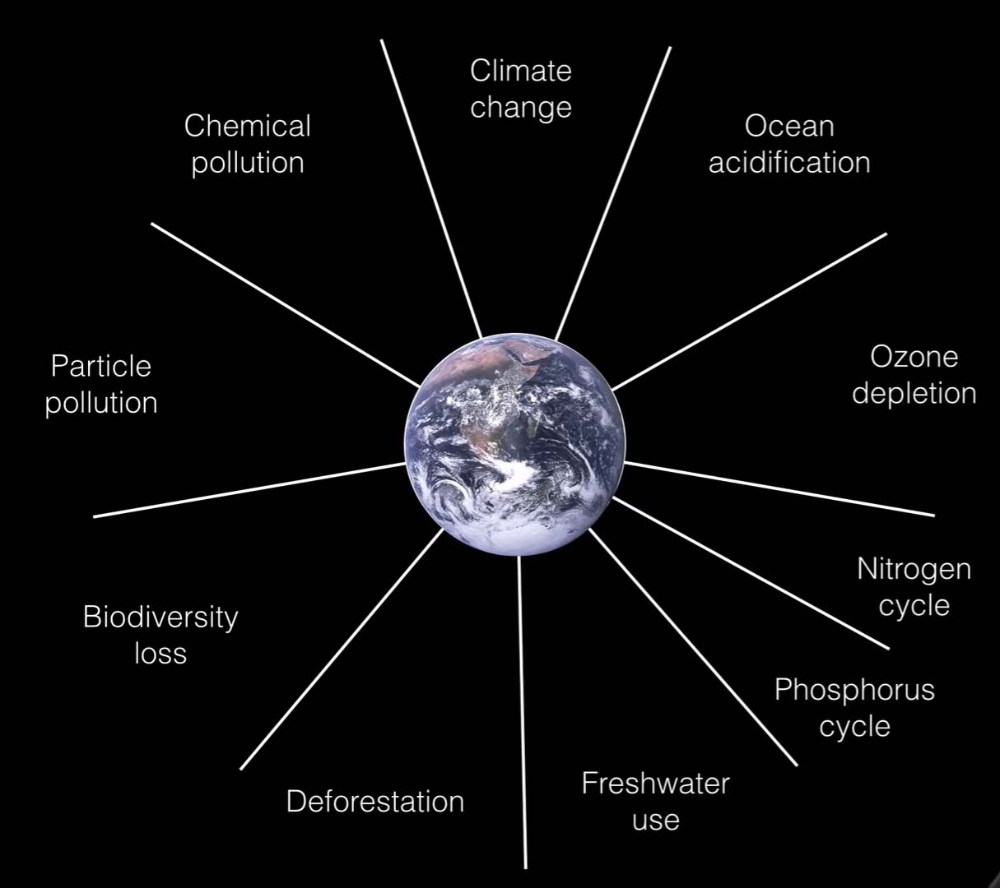 Climate
change
Ocean
acidification
Ozone
depletion
Nitrogen
cycle
Phosphorus
cycle
Freshwater
use
Deforestation
Biodiversity
loss
Particle
pollution
Chemical
pollution